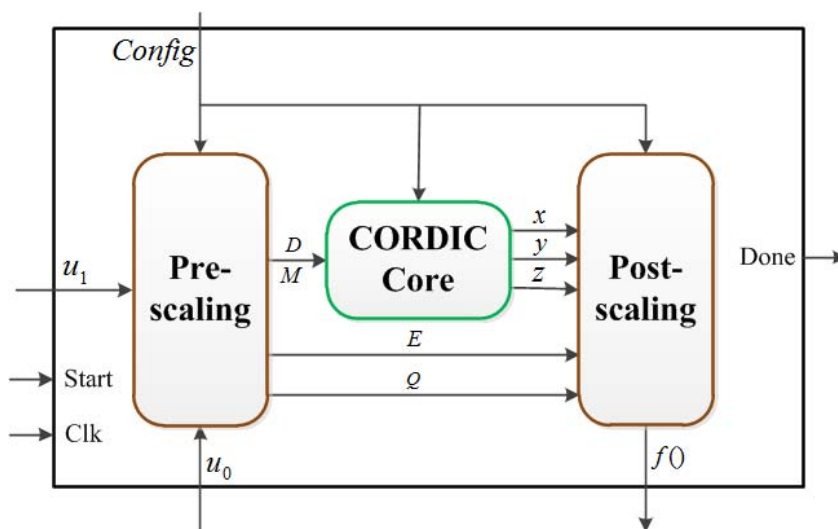 Config
Pre-
scaling
u₁
Start
Clk
u₀
D
M
CORDIC
Core
x
y
z
E
Q
Post-
scaling
f()
Done